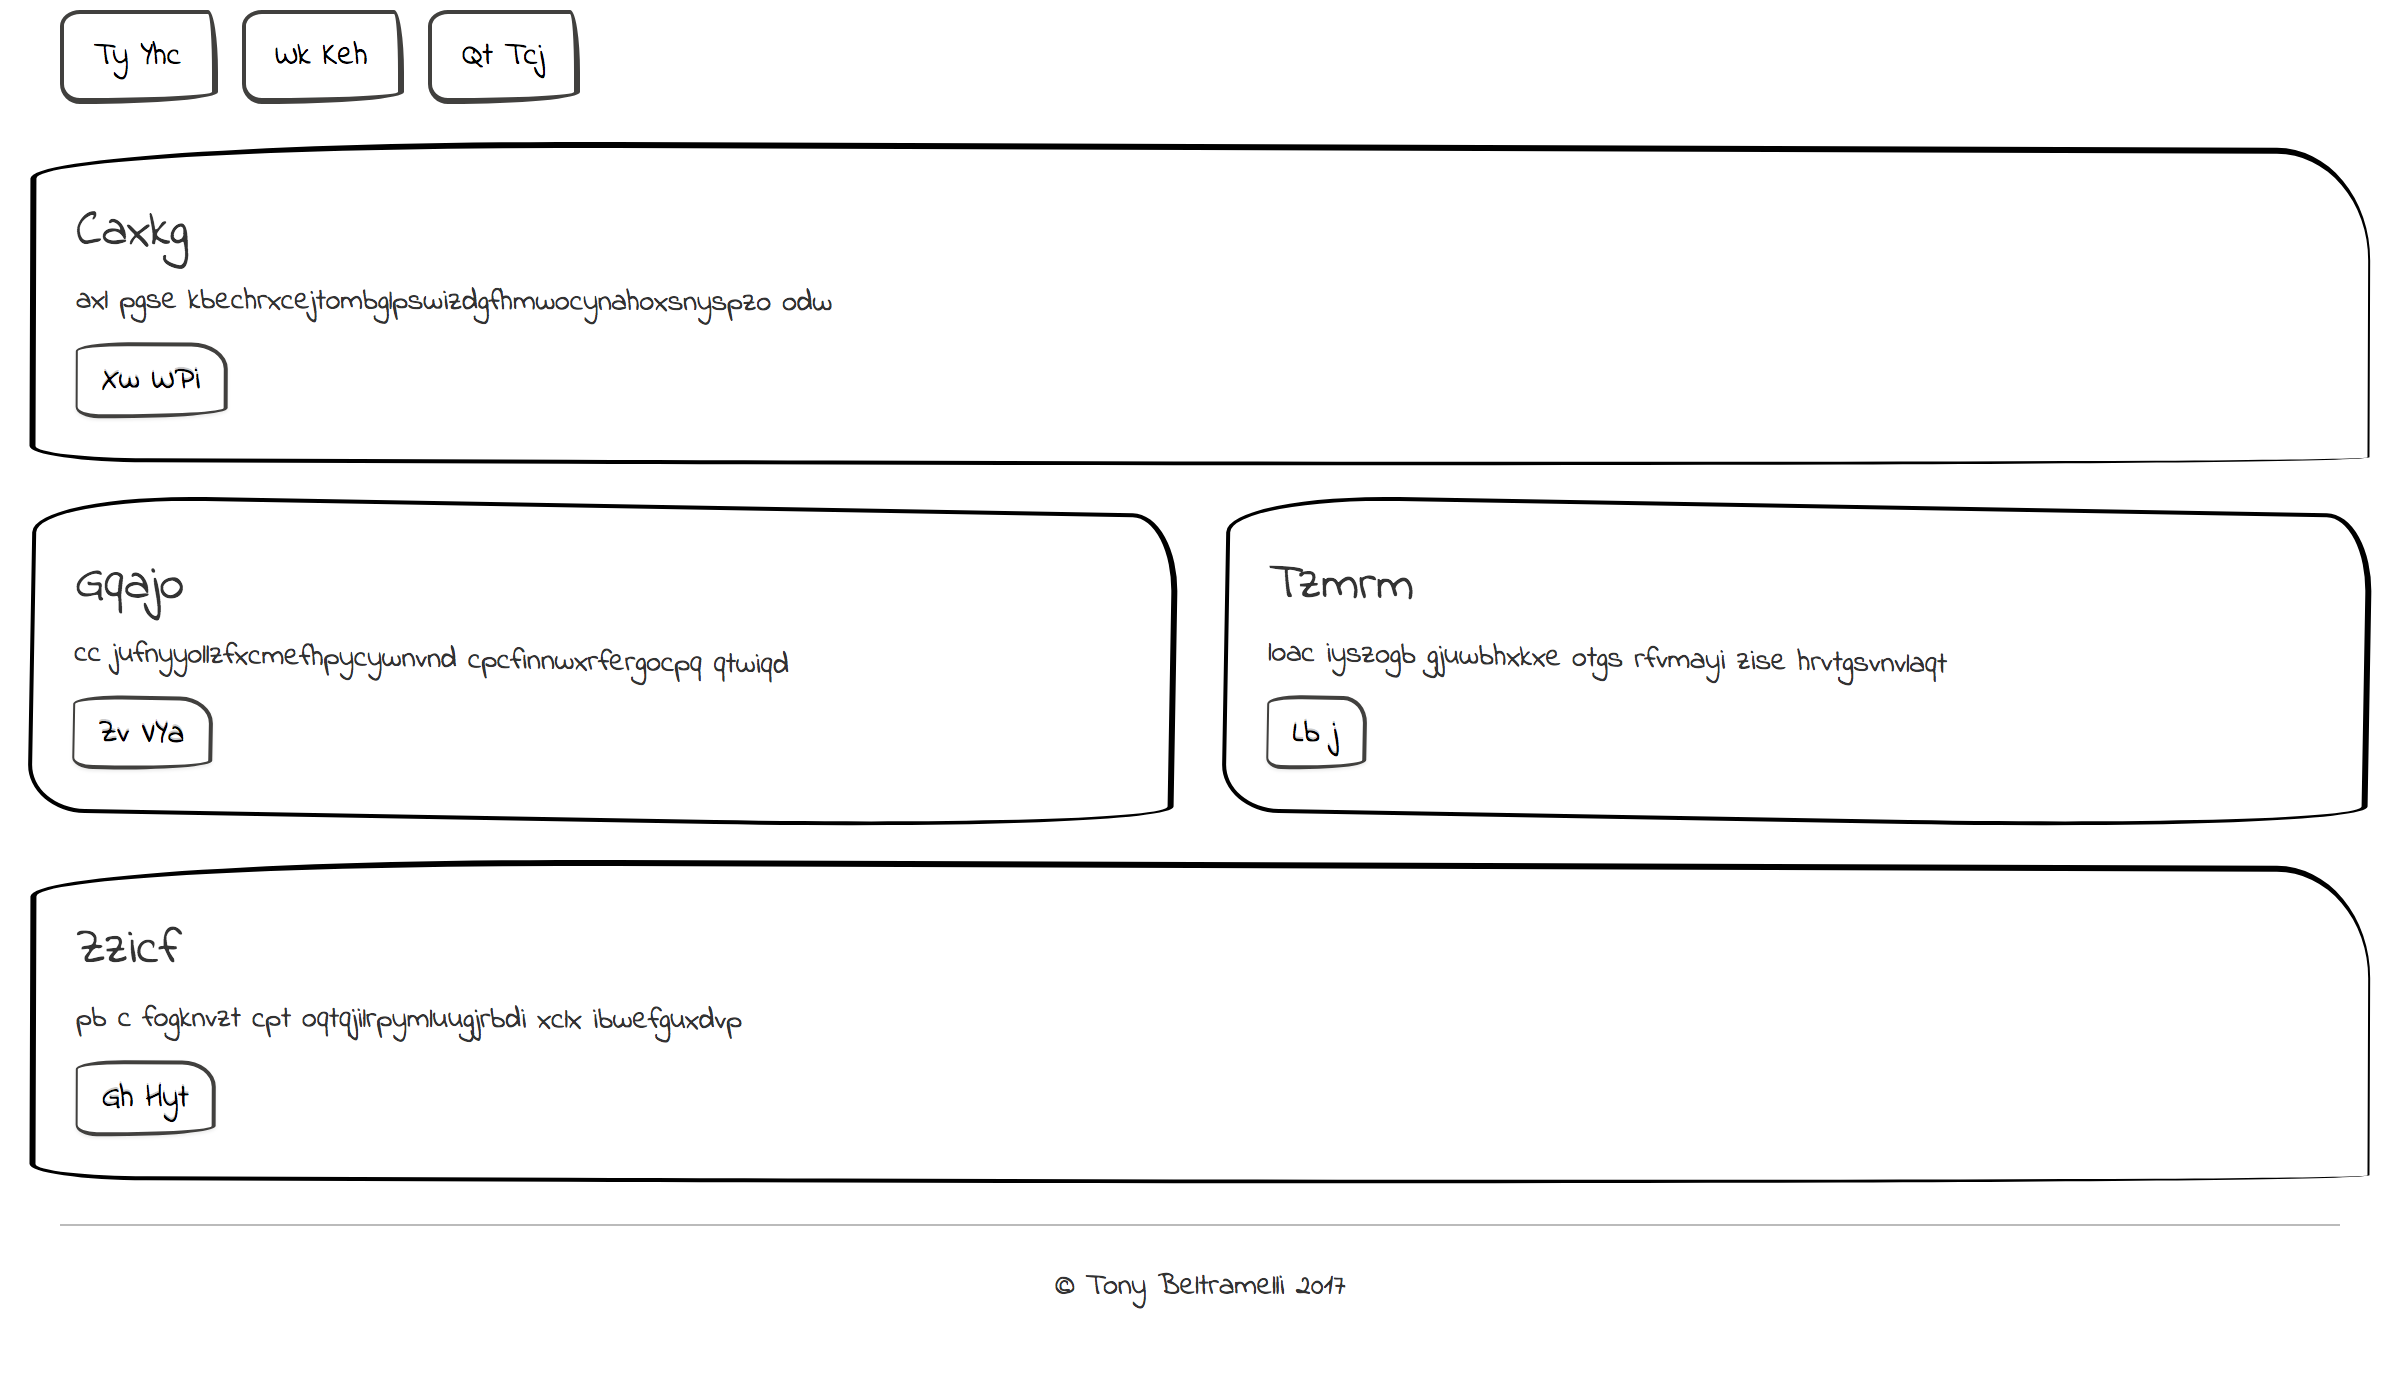 Ty Yhc Wk Keh Qt Tcj
Caxkg
axl pgse kbechrxcejtombglpswizdgfhmwocynahoxsnyspzo odw
Xw WPi
Gqajo
cc jufnyyollzfxcmefhpycywnvnd cpcfinnwxrfergocpq qtwiqd
Zv VYa
Tzmrm
loac iyszogb gjuwbhxkxe otgs rfvmayi zise hrvtgsvnvlaqt
Lb j
Zzicf
pb c fogknvzt cpt oqtqjilrpymluugjrbdi xclx ibwefguxdvp
Gh Hyt
© Tony Beltramelli 2017